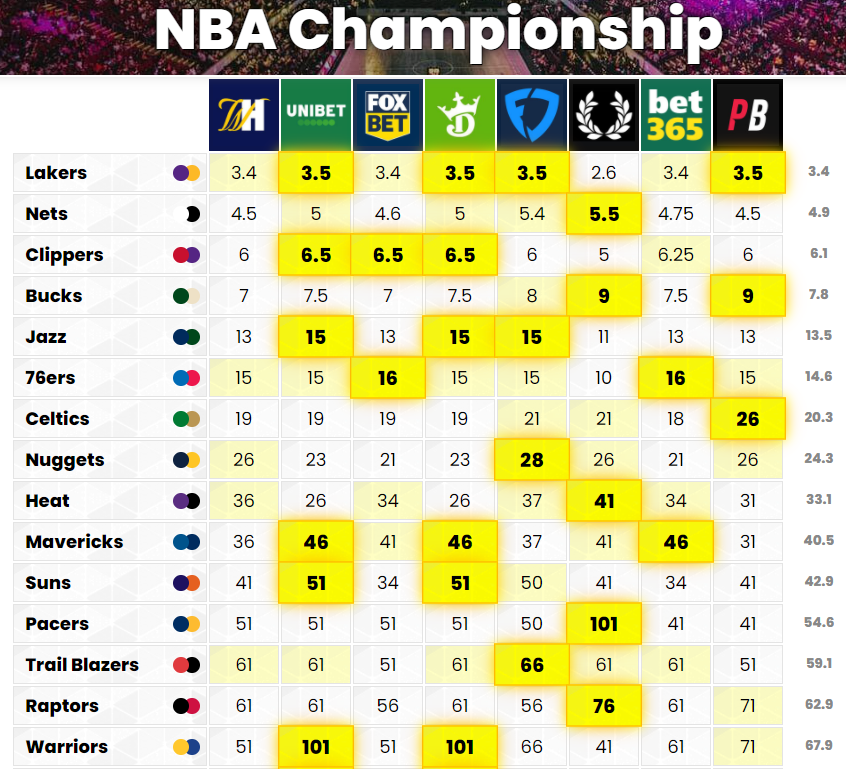 NBA Championship
WH UNIBET FOX BET D bet365 PB
Lakers 3.4 3.5 3.4 3.5 3.5 2.6 3.4 3.5 3.4
Nets 4.5 5 4.6 5 5.4 5.5 4.75 4.5 4.9
Clippers 6 6.5 6.5 6.5 6 5 6.25 6 6.1
Bucks 7 7.5 7 7.5 8 9 7.5 9 7.8
Jazz 13 15 13 15 15 11 13 13 13.5
76ers 15 15 16 15 15 10 16 15 14.6
Celtics 19 19 19 19 21 21 18 26 20.3
Nuggets 26 23 21 23 28 26 21 26 24.3
Heat 36 26 34 26 37 41 34 31 33.1
Mavericks 36 46 41 46 37 41 46 31 40.5
Suns 41 51 34 51 50 41 34 41 42.9
Pacers 51 51 51 51 50 101 41 41 54.6
Trail Blazers 61 61 51 61 66 61 61 51 59.1
Raptors 61 61 56 61 56 76 61 71 62.9
Warriors 51 101 51 101 66 41 61 71 67.9